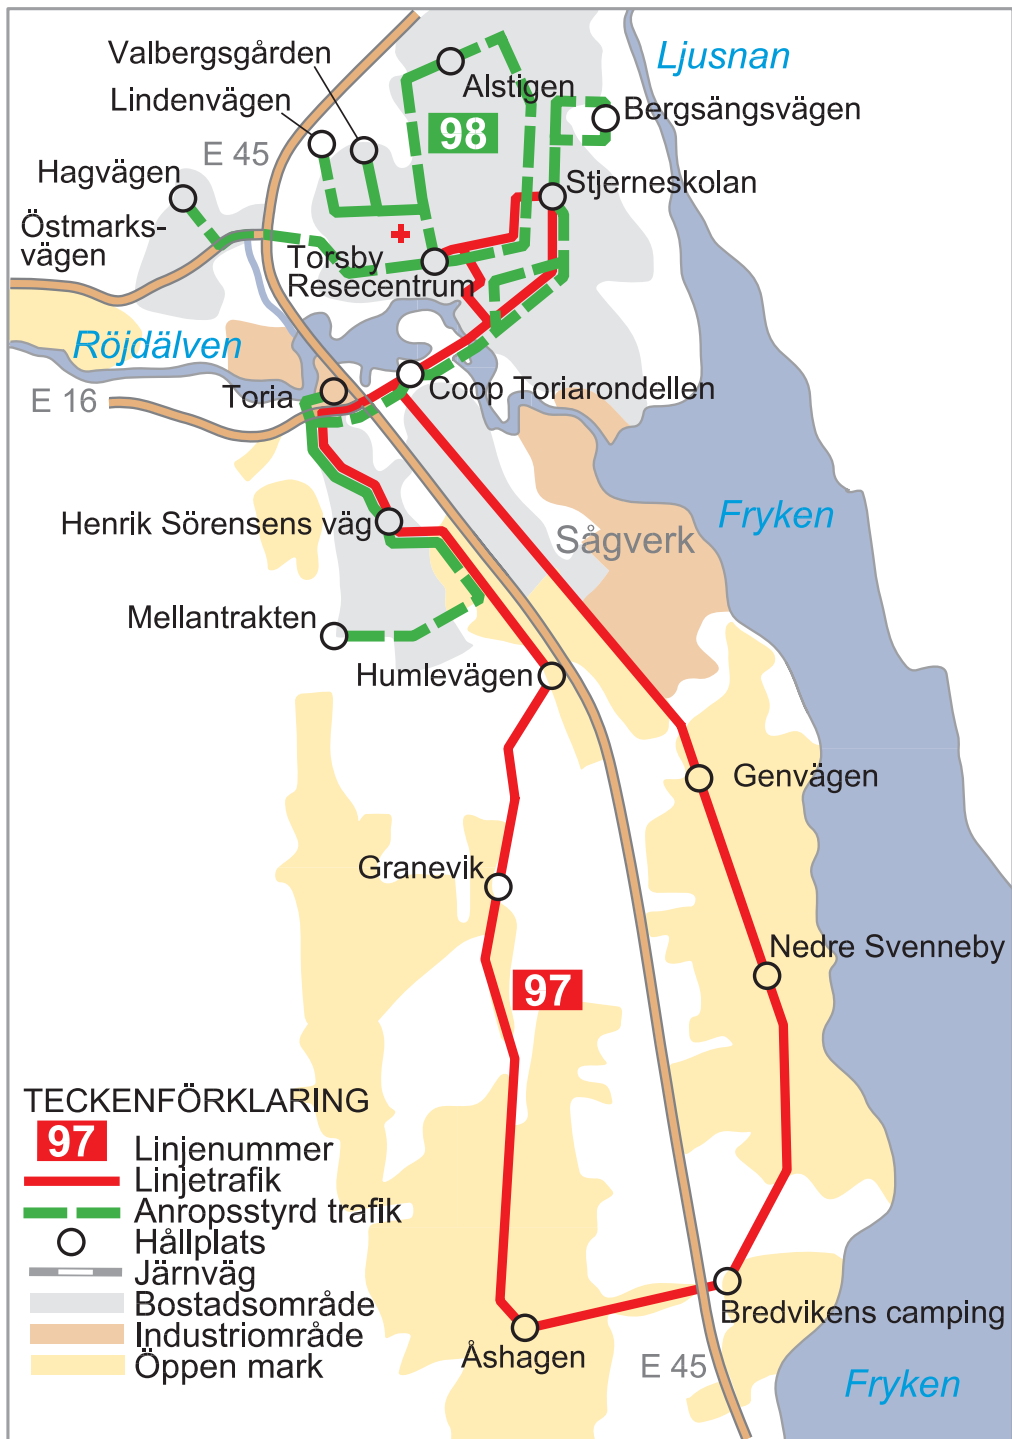 Valbergsgården
Ljusnan
Lindenvägen
Alstigen
Bergsängsvägen
98
E 45
Hagvägen
Stjerneskolan
Östmarks-
vägen
Torsby
Resecentrum
Röjdälven
Toria
Coop Toriarondellen
E 16
Fryken
Henrik Sörensens väg
Sågverk
Mellantrakten
Humlevägen
Genvägen
Granevik
Nedre Svenneby
97
TECKENFÖRKLARING
97
Linjenummer
Linjetrafik
Anropsstyrd trafik
Hållplats
Järnväg
Bostadsområde
Industriområde
Öppen mark
Bredvikens camping
Åshagen
E 45
Fryken